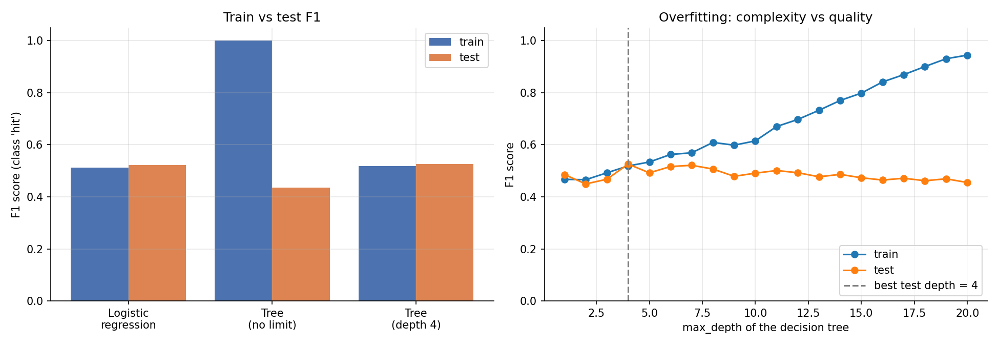 Train vs test F1
train
test
F1 score (class 'hit')
1.0
0.8
0.6
0.4
0.2
0.0
Logistic
regression
Tree
(no limit)
Tree
(depth 4)
Overfitting: complexity vs quality
F1 score
1.0
0.8
0.6
0.4
0.2
0.0
train
test
best test depth = 4
2.5 5.0 7.5 10.0 12.5 15.0 17.5 20.0
max_depth of the decision tree